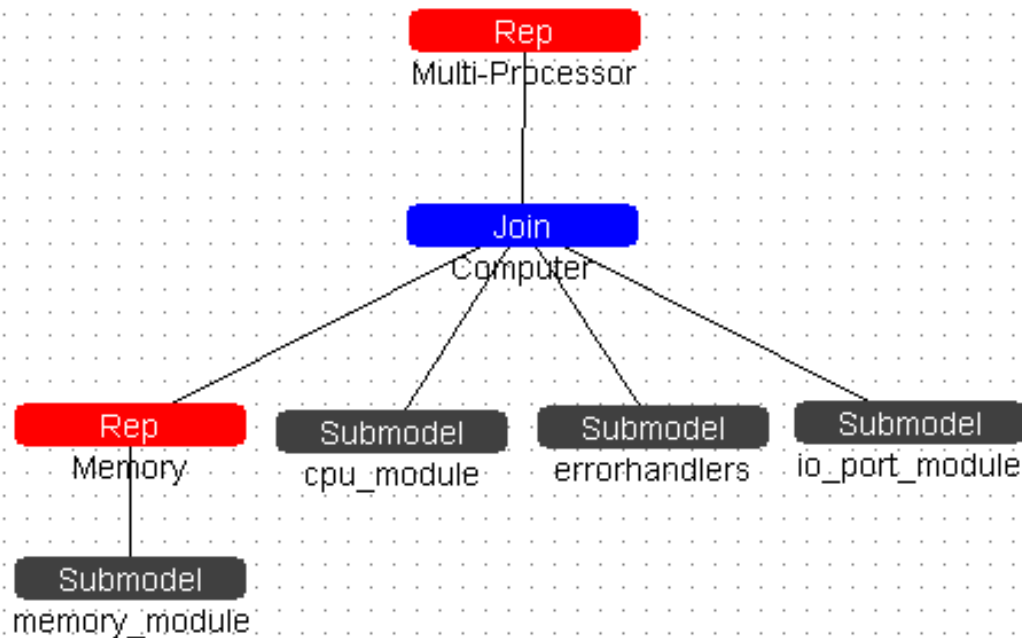 Rep
Multi-Processor
Join
Computer
Rep
Memory
Submodel
cpu_module
Submodel
errorhandlers
Submodel
io_port_module
Submodel
memory_module